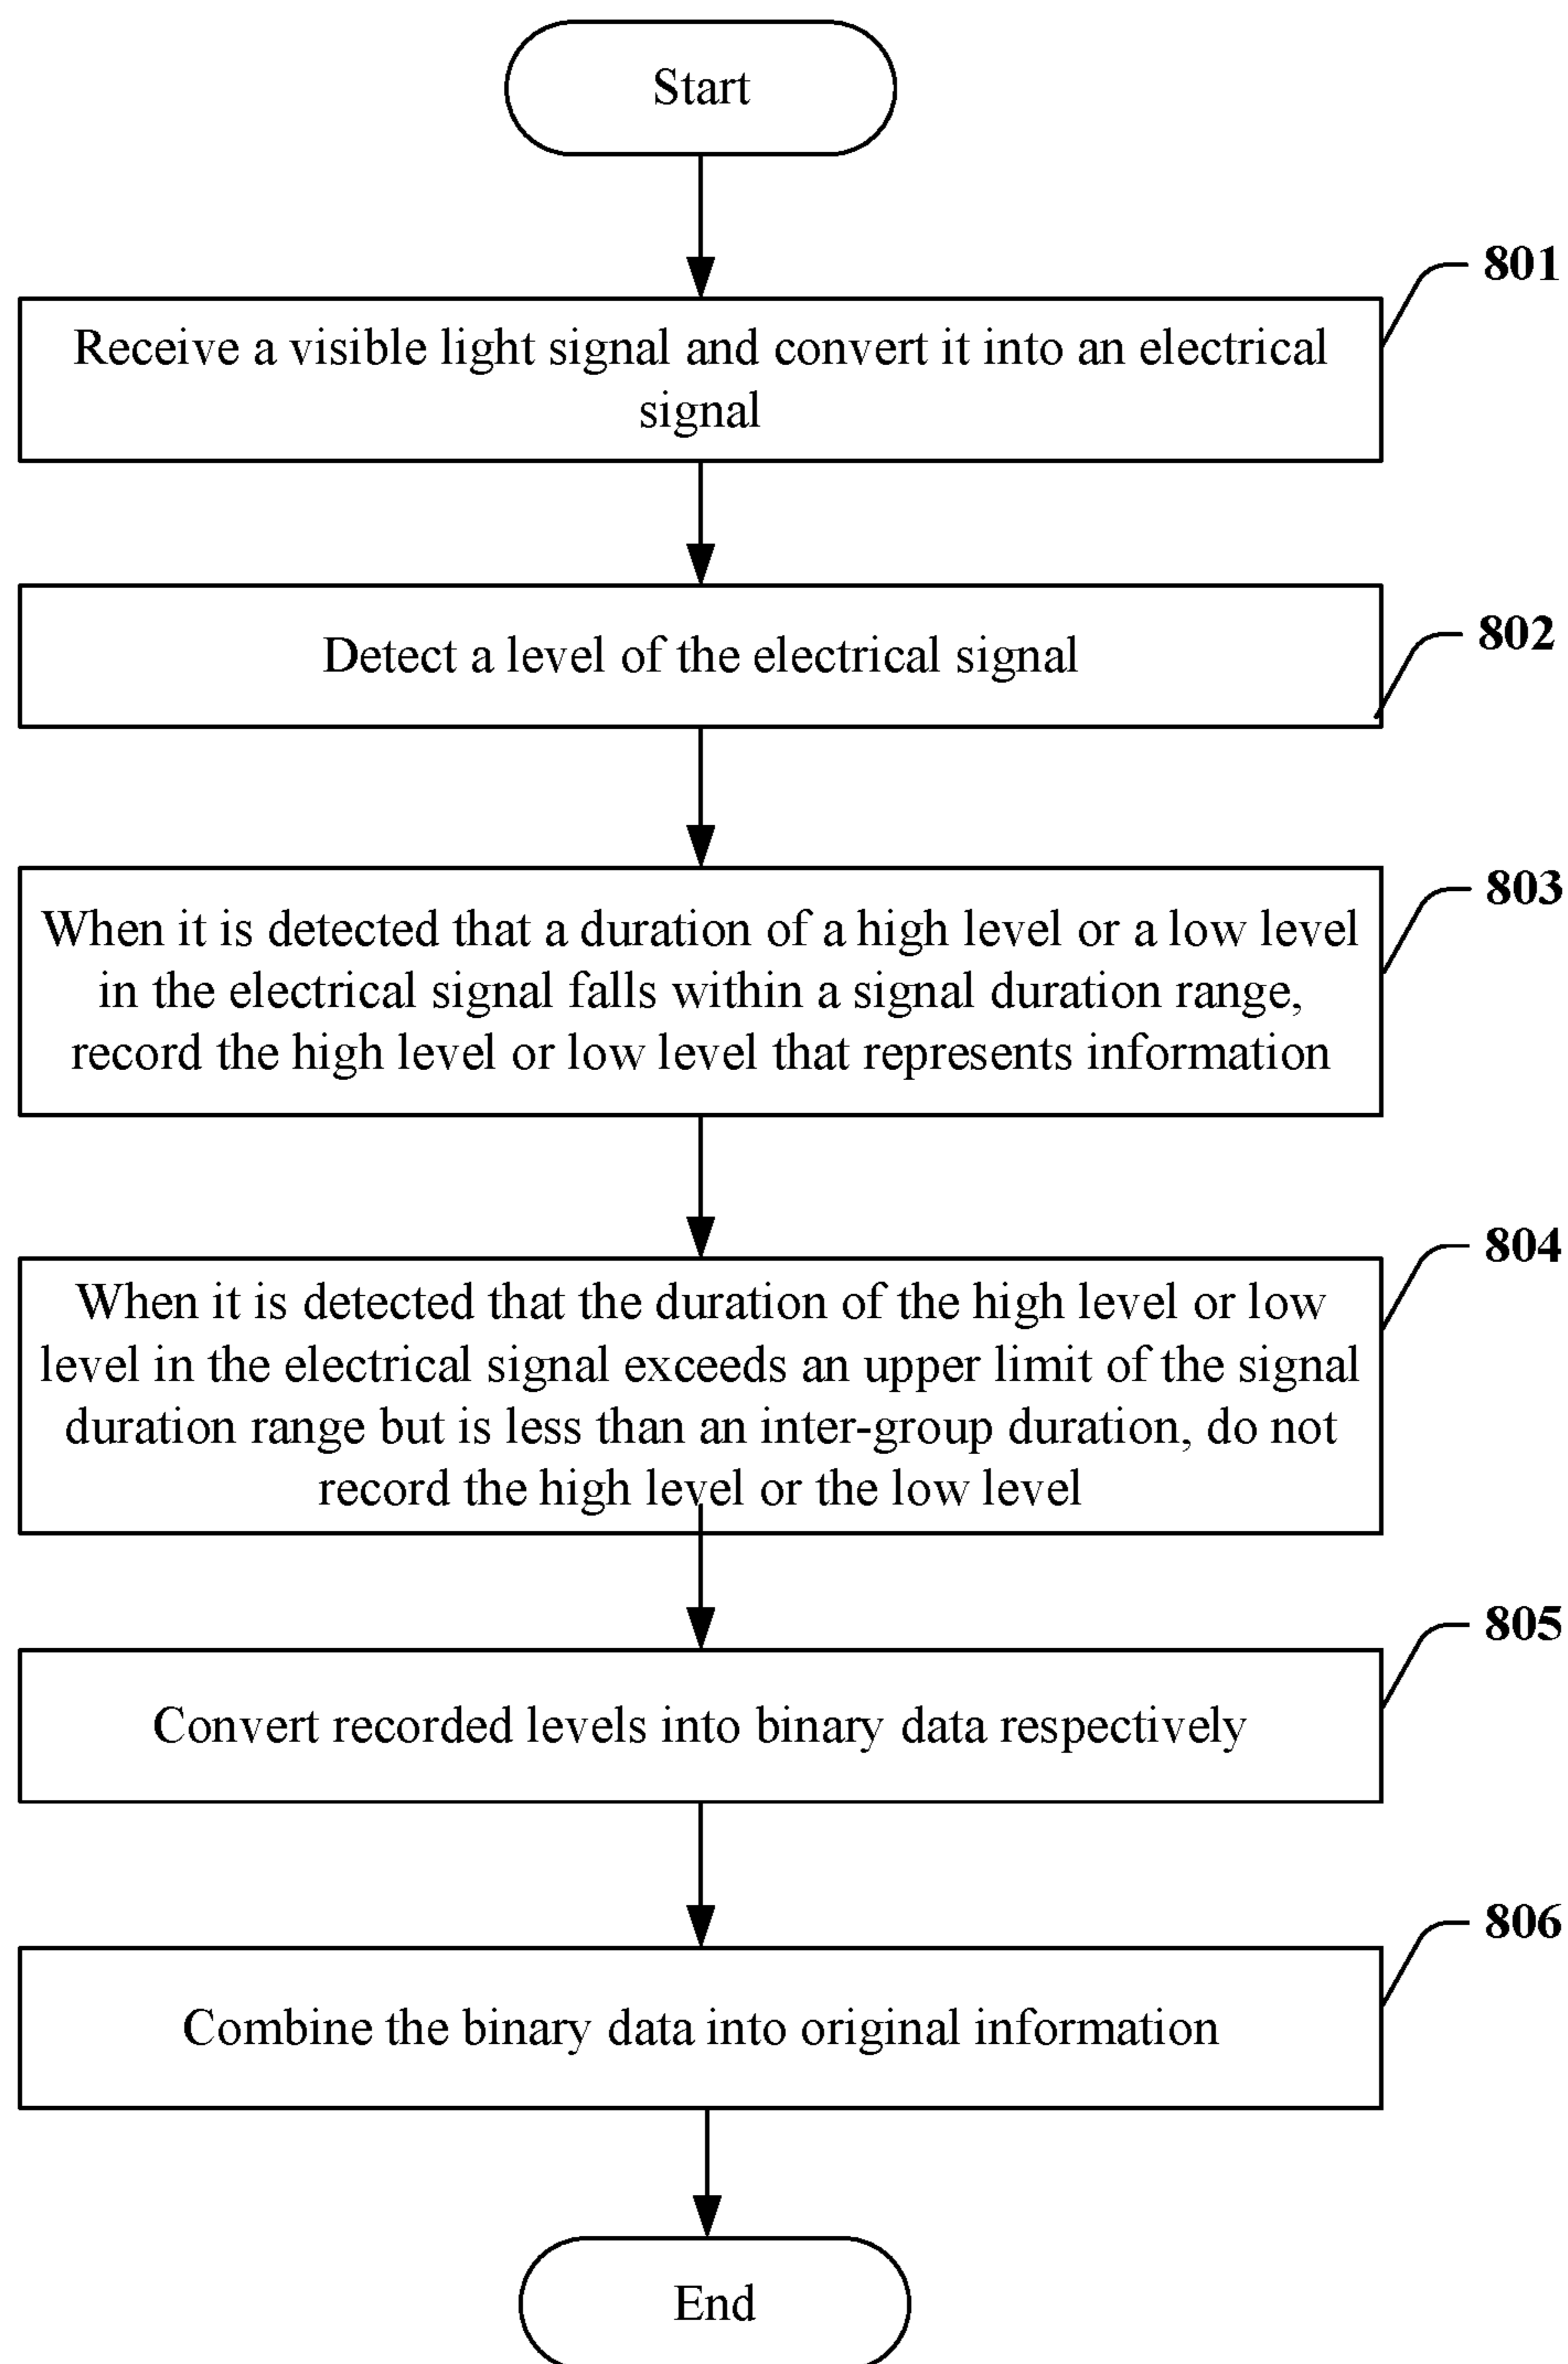 Start
801
Receive a visible light signal and convert it into an electrical
signal
802
Detect a level of the electrical signal
803
When it is detected that a duration of a high level or a low level
in the electrical signal falls within a signal duration range,
record the high level or low level that represents information
804
When it is detected that the duration of the high level or low
level in the electrical signal exceeds an upper limit of the signal
duration range but is less than an inter-group duration, do not
record the high level or the low level
805
Convert recorded levels into binary data respectively
806
Combine the binary data into original information
End